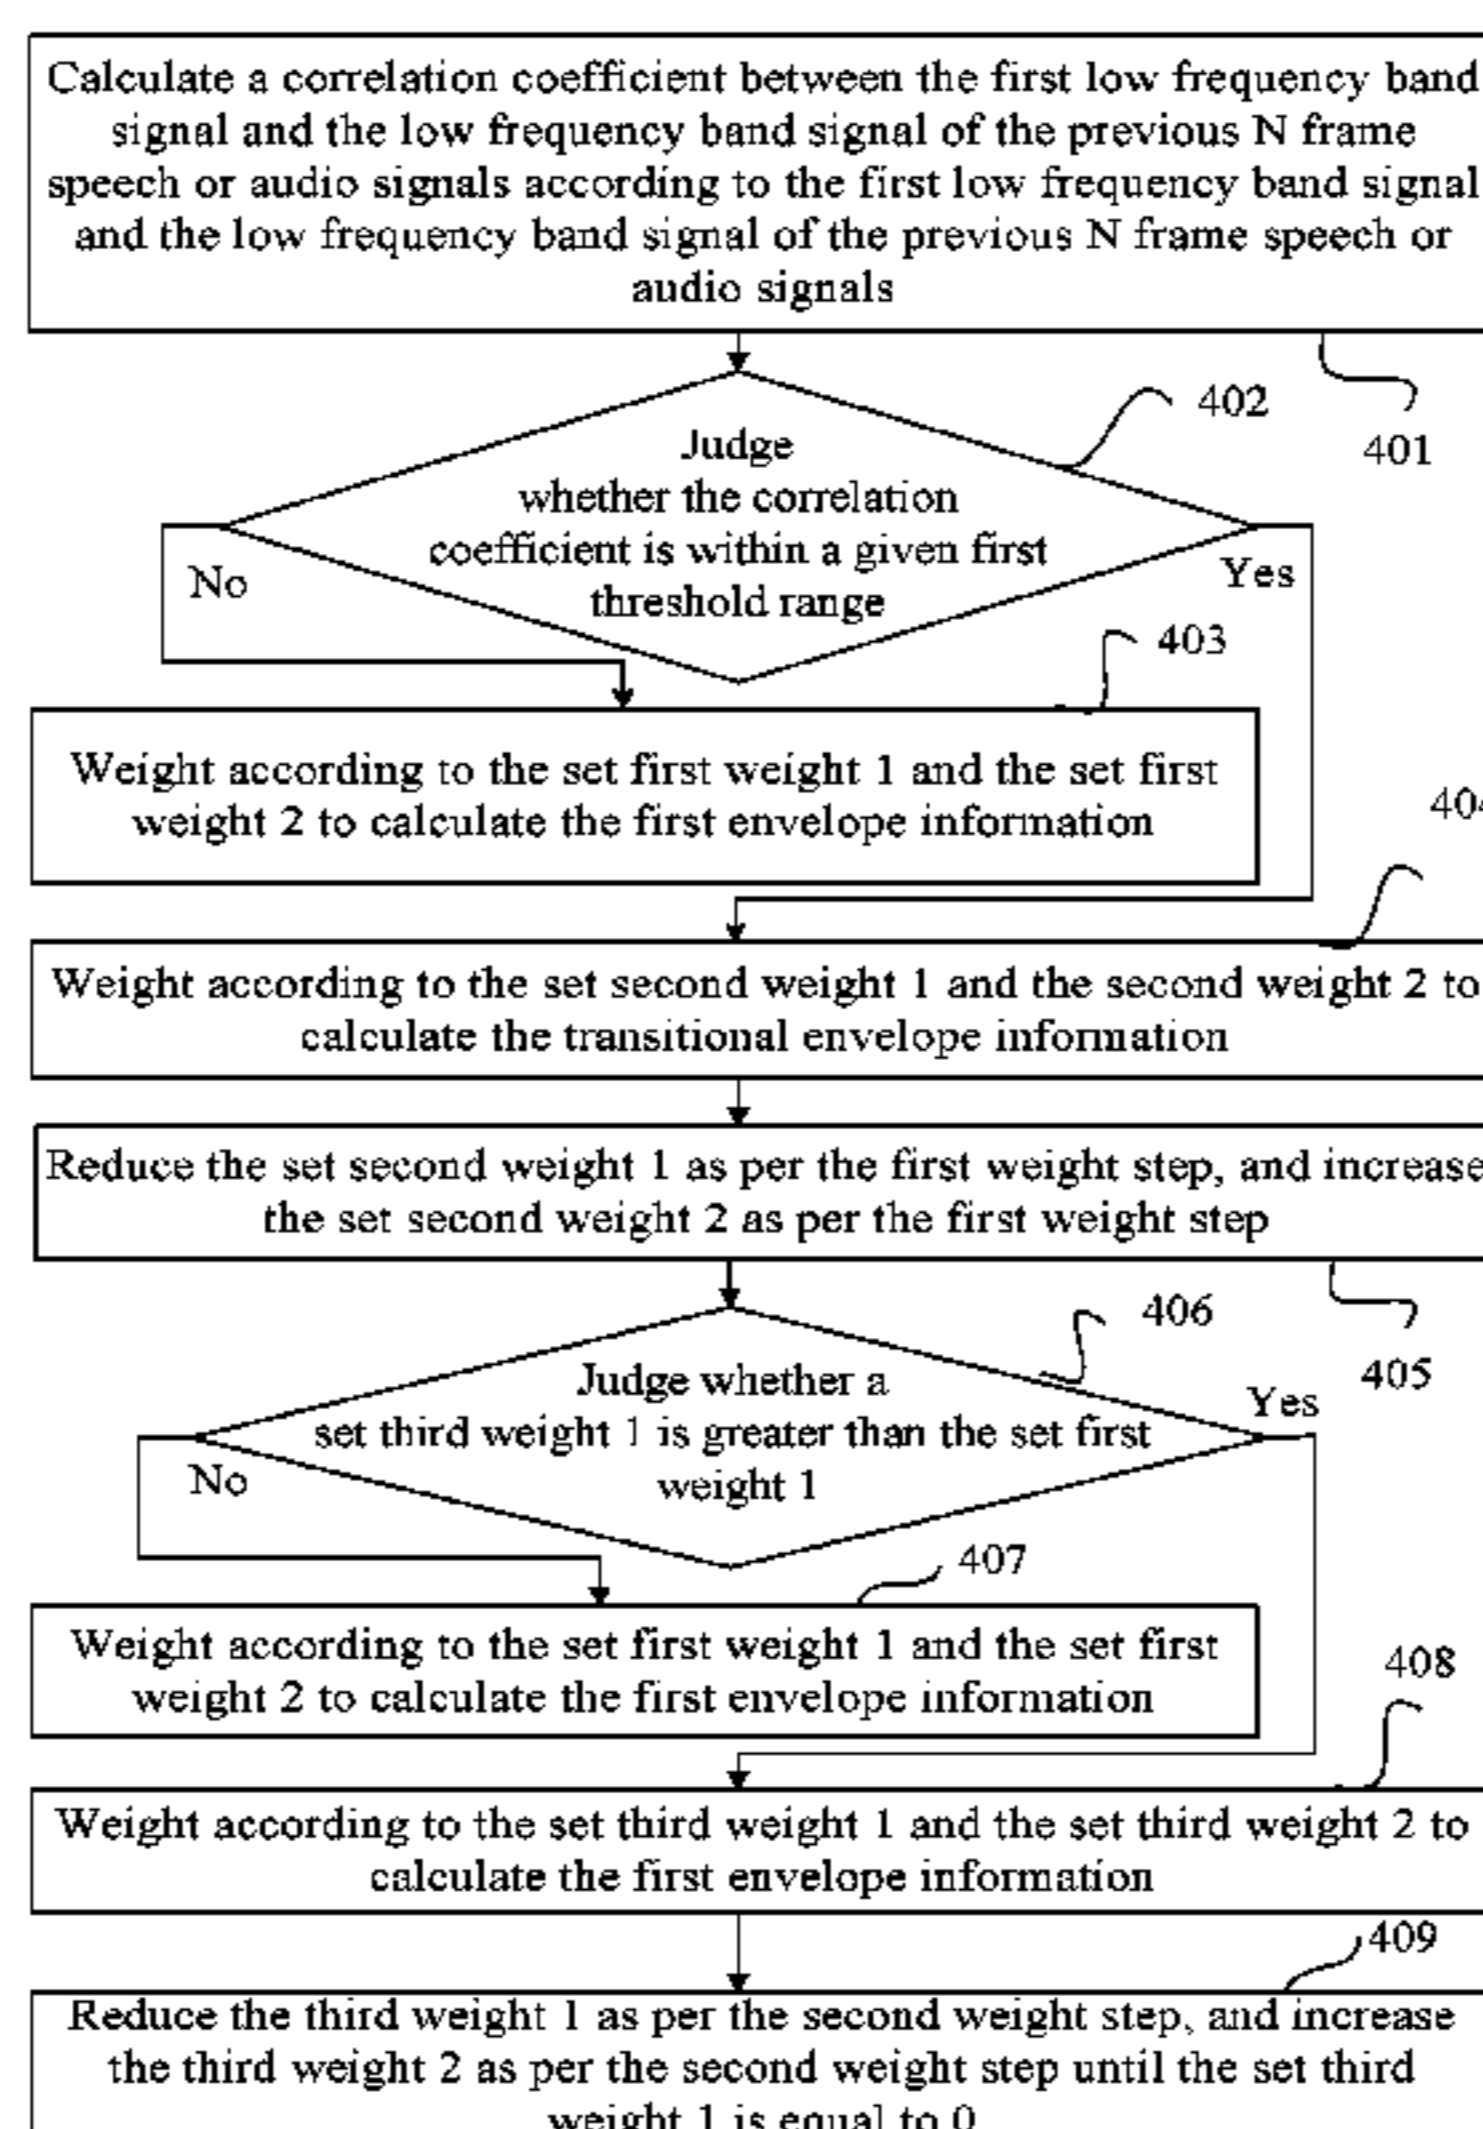 Calculate a correlation coefficient between the first low frequency band
signal and the low frequency band signal of the previous N frame
speech or audio signals according to the first low frequency band signal
and the low frequency band signal of the previous N frame speech or
audio signals
401
402
Judge
whether the correlation
coefficient is within a given first
threshold range
No
Yes
403
Weight according to the set first weight 1 and the set first
weight 2 to calculate the first envelope information
Weight according to the set second weight 1 and the second weight 2 to
calculate the transitional envelope information
Reduce the set second weight 1 as per the first weight step, and increase
the set second weight 2 as per the first weight step
405
406
Judge whether a
set third weight 1 is greater than the set first
weight 1
No
Yes
407
Weight according to the set first weight 1 and the set first
weight 2 to calculate the first envelope information
408
Weight according to the set third weight 1 and the set third weight 2 to
calculate the first envelope information
409
Reduce the third weight 1 as per the second weight step, and increase
the third weight 2 as per the second weight step until the set third
weight 1 is equal to 0